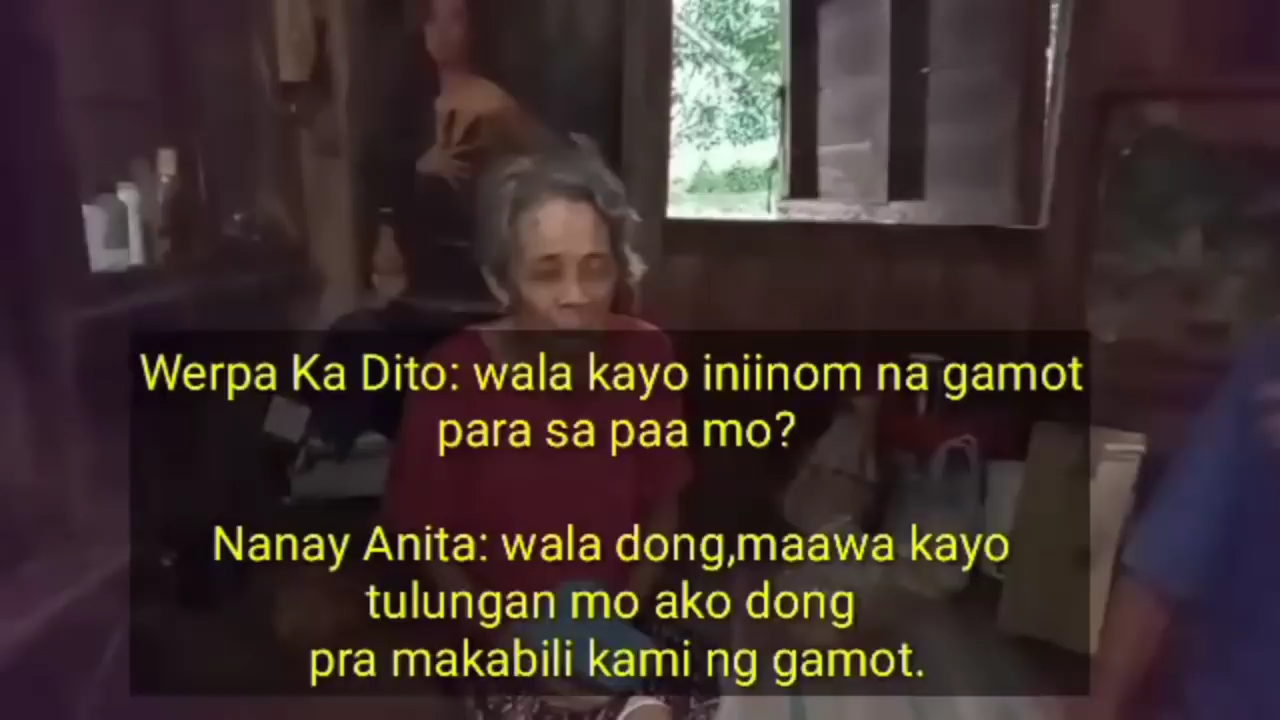 Werpa Ka Dito: wala kayo iniinom na gamot
para sa paa mo?
Nanay Anita: wala dong,maawa kayo
tulungan mo ako dong
pra makabili kami ng gamot.